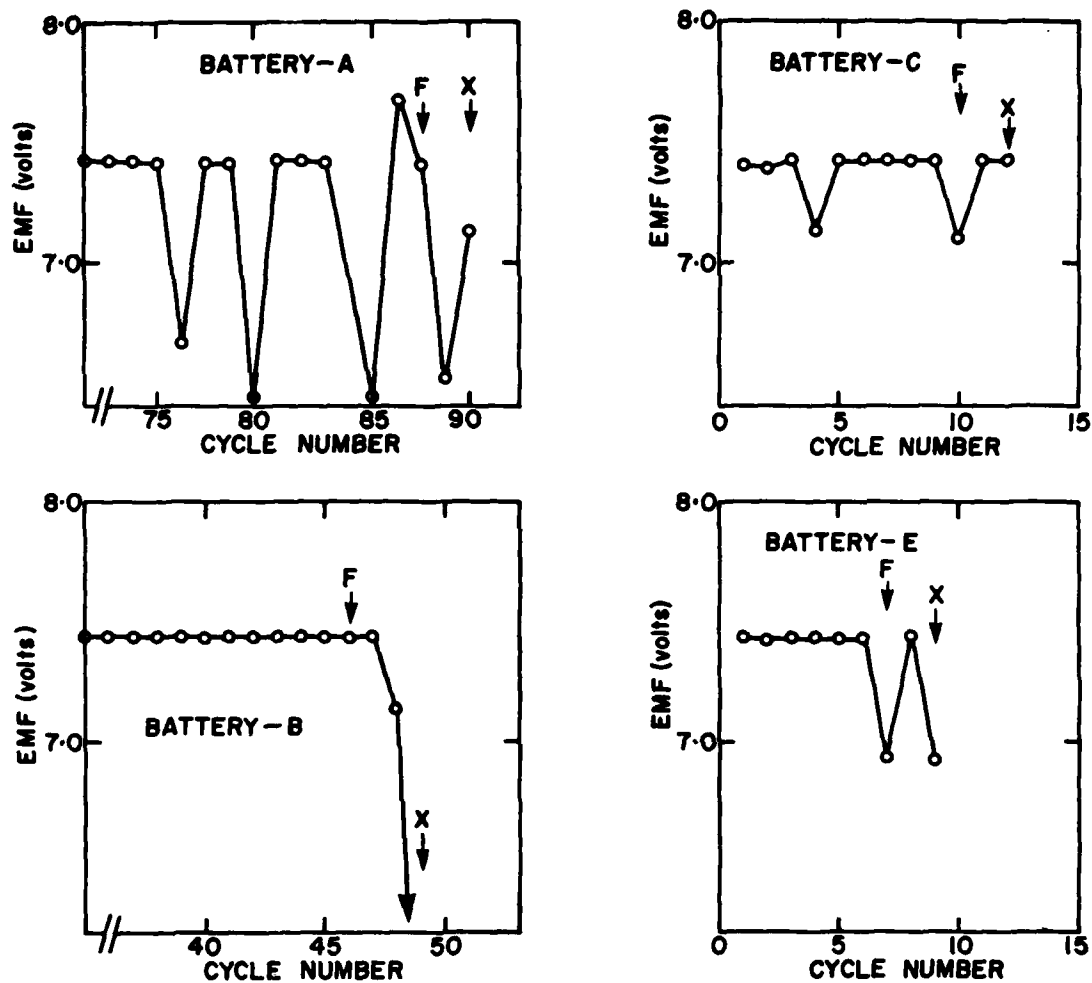 8.0
BATTERY-A
F
X
EMF (volts)
7.0
75
80
85
90
CYCLE NUMBER
8.0
BATTERY-C
F
X
EMF (volts)
7.0
0
5
10
15
CYCLE NUMBER
8.0
F
EMF (volts)
BATTERY-B
7.0
X
40
45
50
CYCLE NUMBER
8.0
BATTERY-E
F
X
EMF (volts)
7.0
0
5
10
15
CYCLE NUMBER